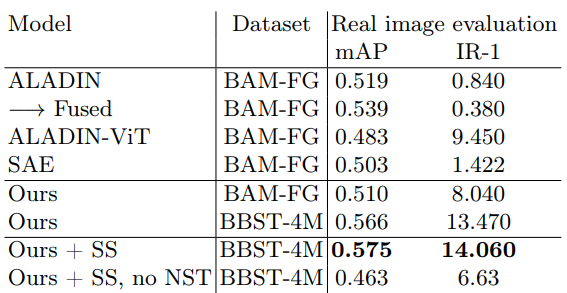 Model Dataset Real image evaluation
mAP IR-1
ALADIN BAM-FG 0.519 0.840
⟶ Fused BAM-FG 0.539 0.380
ALADIN-ViT BAM-FG 0.483 9.450
SAE BAM-FG 0.503 1.422
Ours BAM-FG 0.510 8.040
Ours BBST-4M 0.566 13.470
Ours + SS BBST-4M 0.575 14.060
Ours + SS, no NST BBST-4M 0.463 6.63